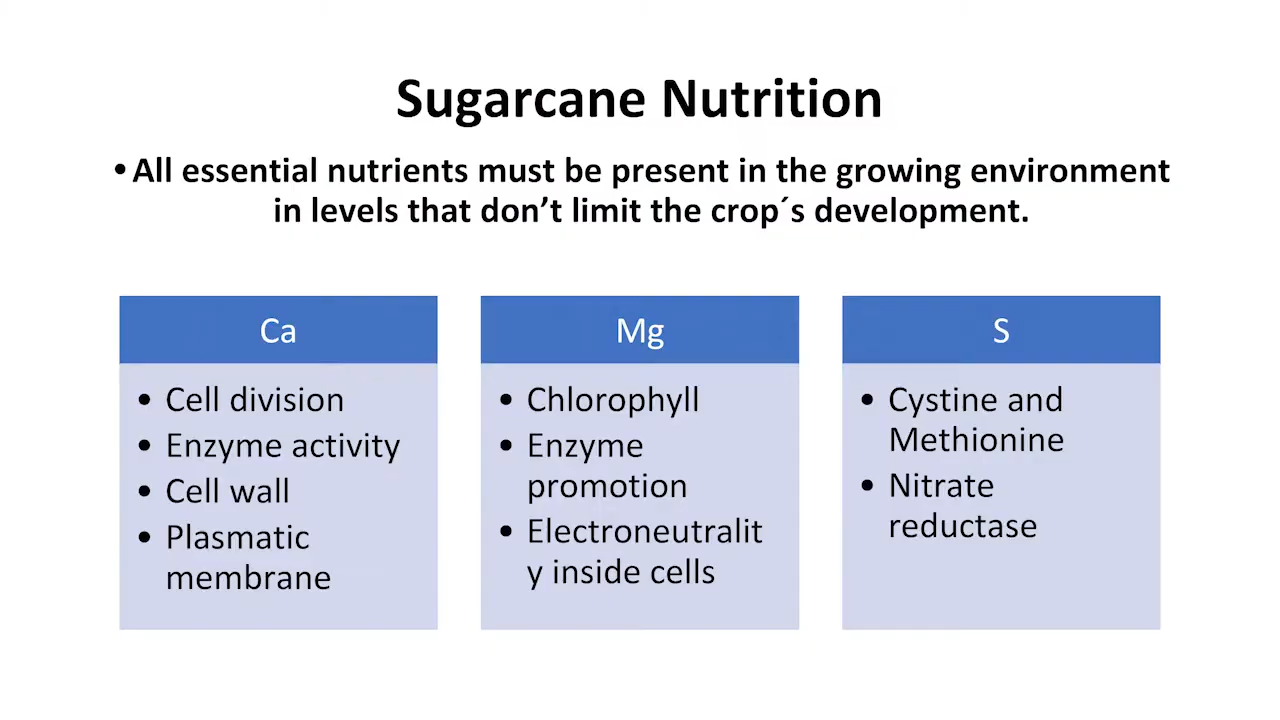 Sugarcane Nutrition
• All essential nutrients must be present in the growing environment
in levels that don’t limit the crop´s development.
Ca
• Cell division
• Enzyme activity
• Cell wall
• Plasmatic
membrane
Mg
• Chlorophyll
• Enzyme
promotion
• Electroneutralit
y inside cells
S
• Cystine and
Methionine
• Nitrate
reductase